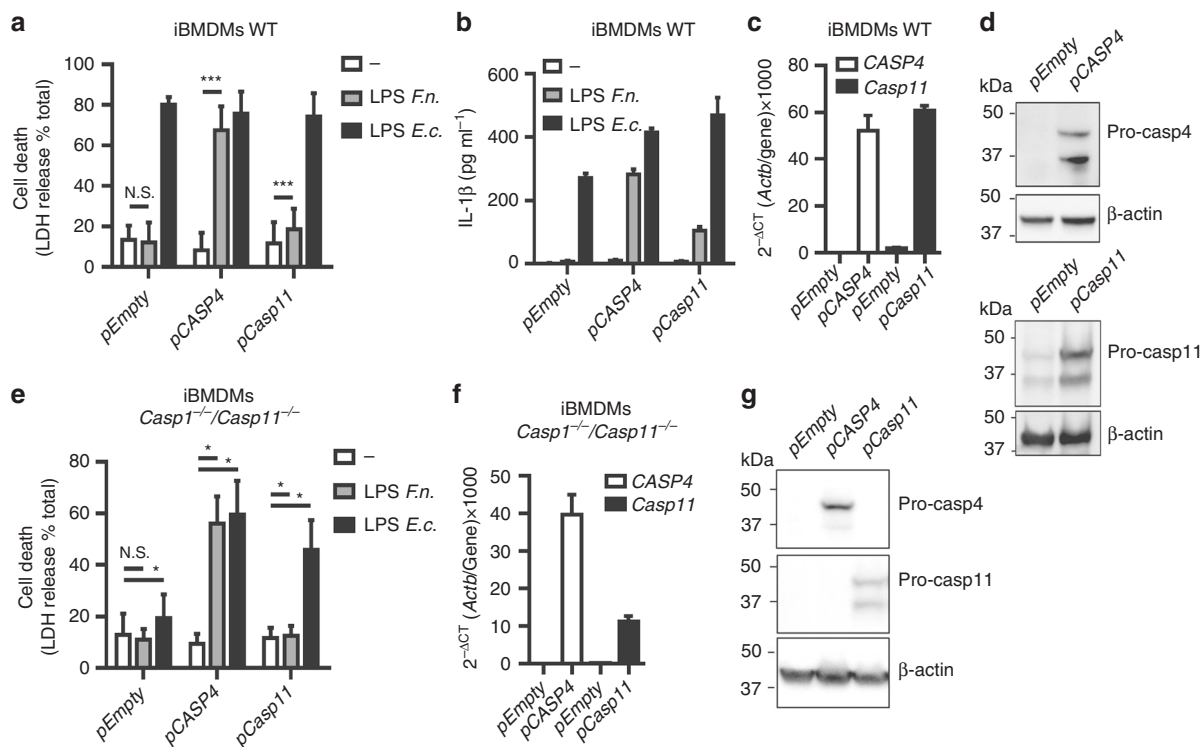 a
iBMDMs WT
Cell death
(LDH release % total)
100
80
60
40
20
0
N.S.
***
***
–
LPS F.n.
LPS E.c.
pEmpty
pCASP4
pCasp11
b
iBMDMs WT
IL-1β (pg ml⁻¹)
600
400
200
0
–
LPS F.n.
LPS E.c.
pEmpty
pCASP4
pCasp11
c
iBMDMs WT
2^−ΔCT (Actb/gene)×1000
80
60
40
20
0
CASP4
Casp11
pEmpty
pCASP4
pEmpty
pCasp11
d
pEmpty
pCASP4
kDa
50
37
Pro-casp4
50
37
β-actin
pEmpty
pCasp11
kDa
50
37
Pro-casp11
50
37
β-actin
e
iBMDMs
Casp1⁻/⁻/Casp11⁻/⁻
Cell death
(LDH release % total)
80
60
40
20
0
N.S.
*
*
*
*
*
–
LPS F.n.
LPS E.c.
pEmpty
pCASP4
pCasp11
f
iBMDMs
Casp1⁻/⁻/Casp11⁻/⁻
2^−ΔCT (Actb/Gene)×1000
50
40
30
20
10
0
CASP4
Casp11
pEmpty
pCASP4
pEmpty
pCasp11
g
pEmpty
pCASP4
pCasp11
kDa
50
37
Pro-casp4
50
37
Pro-casp11
50
37
β-actin